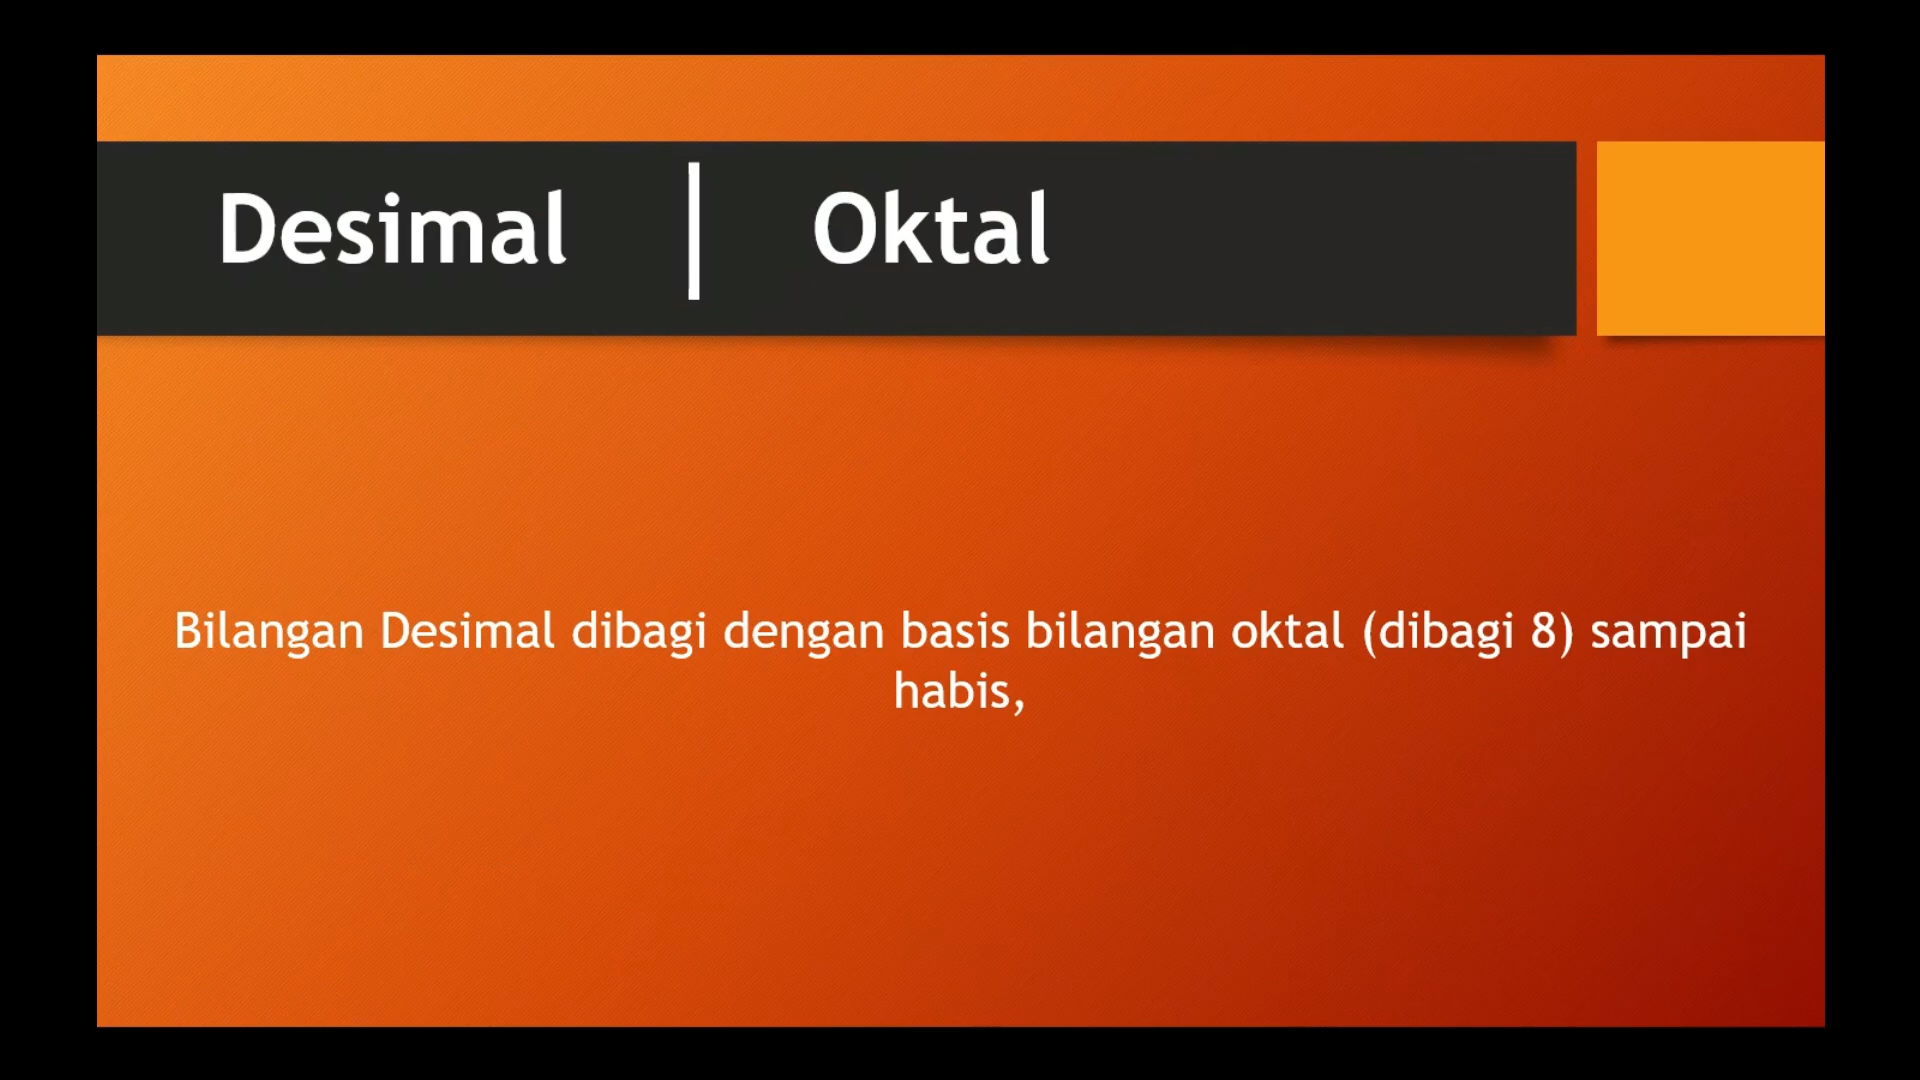 Desimal | Oktal
Bilangan Desimal dibagi dengan basis bilangan oktal (dibagi 8) sampai
habis,